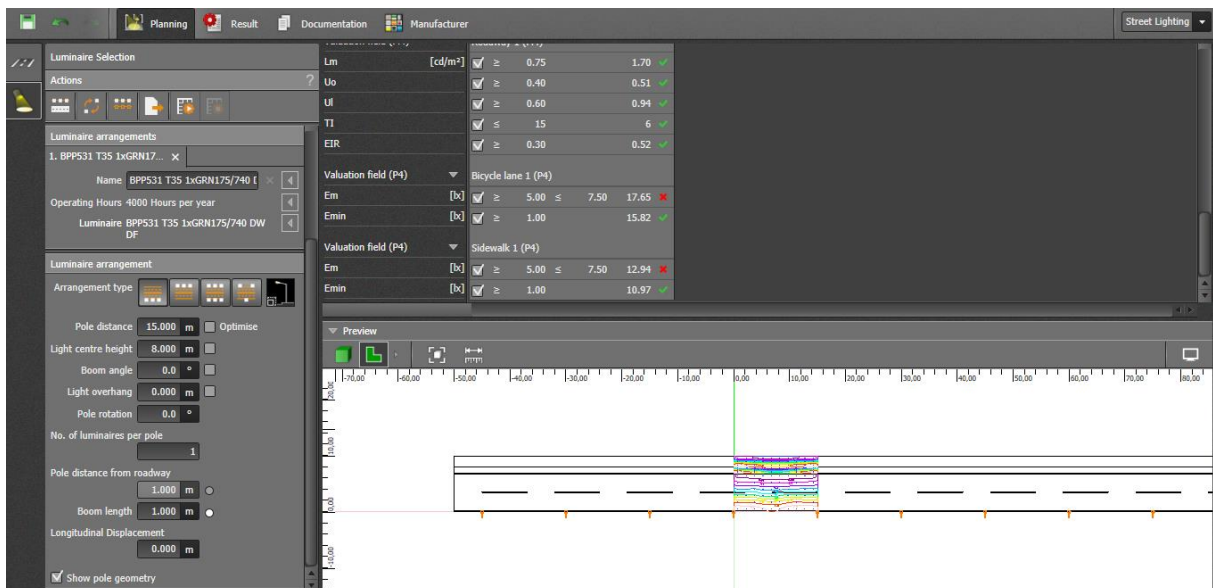 Planning Result Documentation Manufacturer Street Lighting
Luminaire Selection
Actions ?
Luminaire arrangements
1. BPP531 T35 1xGRN17... ×
Name BPP531 T35 1xGRN175/740 [
Operating Hours 4000 Hours per year
Luminaire BPP531 T35 1xGRN175/740 DW
DF
Luminaire arrangement
Arrangement type
Pole distance 15.000 m Optimise
Light centre height 8.000 m
Boom angle 0.0 °
Light overhang 0.000 m
Pole rotation 0.0 °
No. of luminaires per pole
1
Pole distance from roadway
1.000 m
Boom length 1.000 m
Longitudinal Displacement
0.000 m
Show pole geometry
Lm [cd/m²] ≥ 0.75 1.70
Uo ≥ 0.40 0.51
Ul ≥ 0.60 0.94
TI ≤ 15 6
EIR ≥ 0.30 0.52
Valuation field (P4) Bicycle lane 1 (P4)
Em [lx] ≥ 5.00 ≤ 7.50 17.65
Emin [lx] ≥ 1.00 15.82
Valuation field (P4) Sidewalk 1 (P4)
Em [lx] ≥ 5.00 ≤ 7.50 12.94
Emin [lx] ≥ 1.00 10.97
Preview
-70,00 -60,00 -50,00 -40,00 -30,00 -20,00 -10,00 0,00 10,00 20,00 30,00 40,00 50,00 60,00 70,00 80,00
20,00
10,00
0,00
-10,00